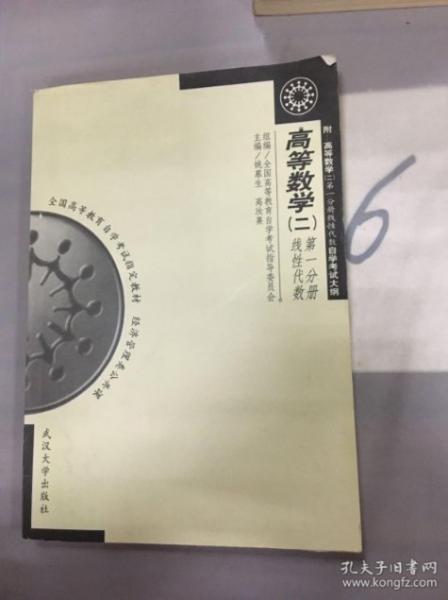 附 高等数学(二)第一分册线性代数自学考试大纲
高等数学(二)
第一分册
线性代数
组编/全国高等教育自学考试指导委员会
主编/姚慕生 高汝熹
全国高等教育自学考试指定教材 经济管理类公共课
武汉大学出版社
6
孔夫子旧书网
www.kongfz.com